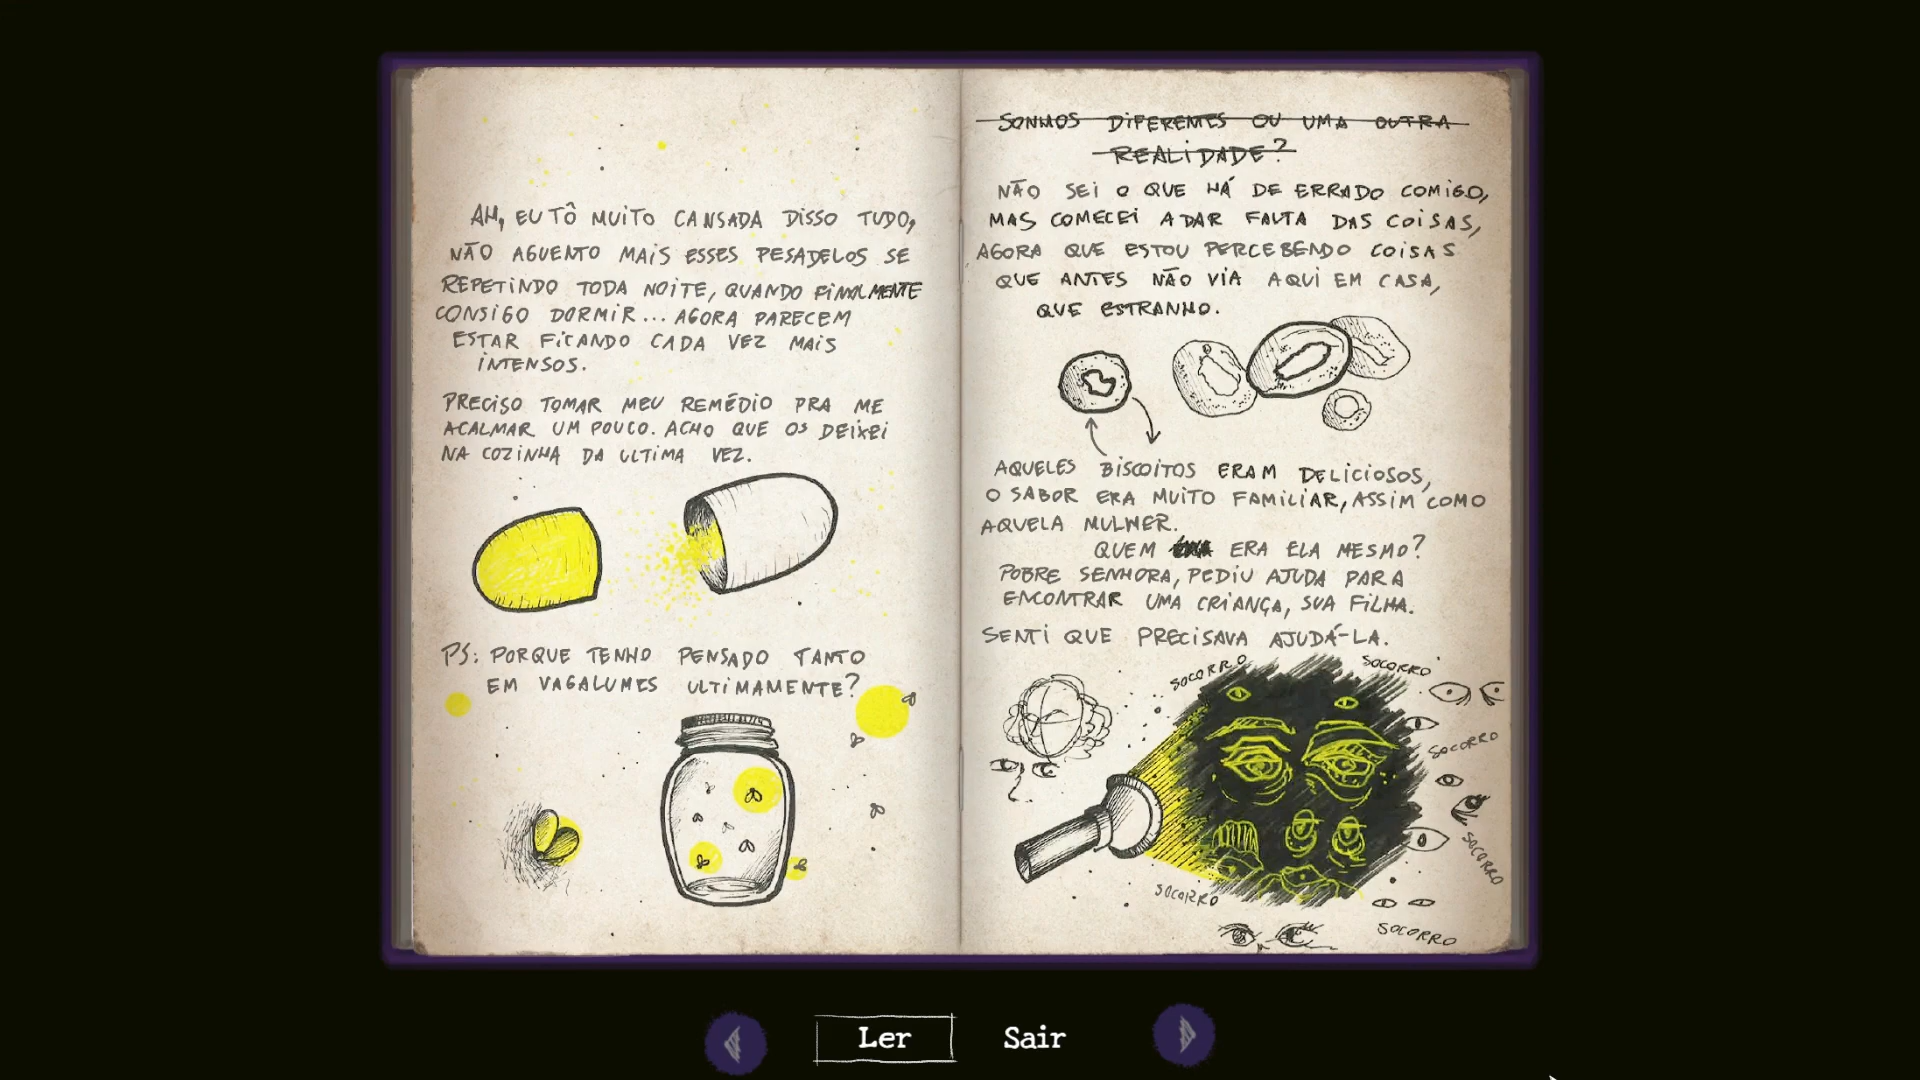 AH, EU TÔ MUITO CANSADA DISSO TUDO,
NÃO AGUENTO MAIS ESSES PESADELOS SE
REPETINDO TODA NOITE, QUANDO FINALMENTE
CONSIGO DORMIR... AGORA PARECEM
ESTAR FICANDO CADA VEZ MAIS
INTENSOS.
PRECISO TOMAR MEU REMÉDIO PRA ME
ACALMAR UM POUCO. ACHO QUE OS DEIXEI
NA COZINHA DA ULTIMA VEZ.
PS: PORQUE TENHO PENSADO TANTO
EM VAGALUMES ULTIMAMENTE?
SONHOS DIFERENTES OU UMA OUTRA
REALIDADE?
NÃO SEI O QUE HÁ DE ERRADO COMIGO,
MAS COMECEI A DAR FALTA DAS COISAS,
AGORA QUE ESTOU PERCEBENDO COISAS
QUE ANTES NÃO VIA AQUI EM CASA,
QUE ESTRANHO.
AQUELES BISCOITOS ERAM DELICIOSOS,
O SABOR ERA MUITO FAMILIAR, ASSIM COMO
AQUELA MULHER.
QUEM ERA ELA MESMO?
POBRE SENHORA, PEDIU AJUDA PARA
ENCONTRAR UMA CRIANÇA, SUA FILHA.
SENTI QUE PRECISAVA AJUDÁ-LA.
SOCORRO
SOCORRO
SOCORRO
SOCORRO
SOCORRO
SOCORRO
Ler
Sair